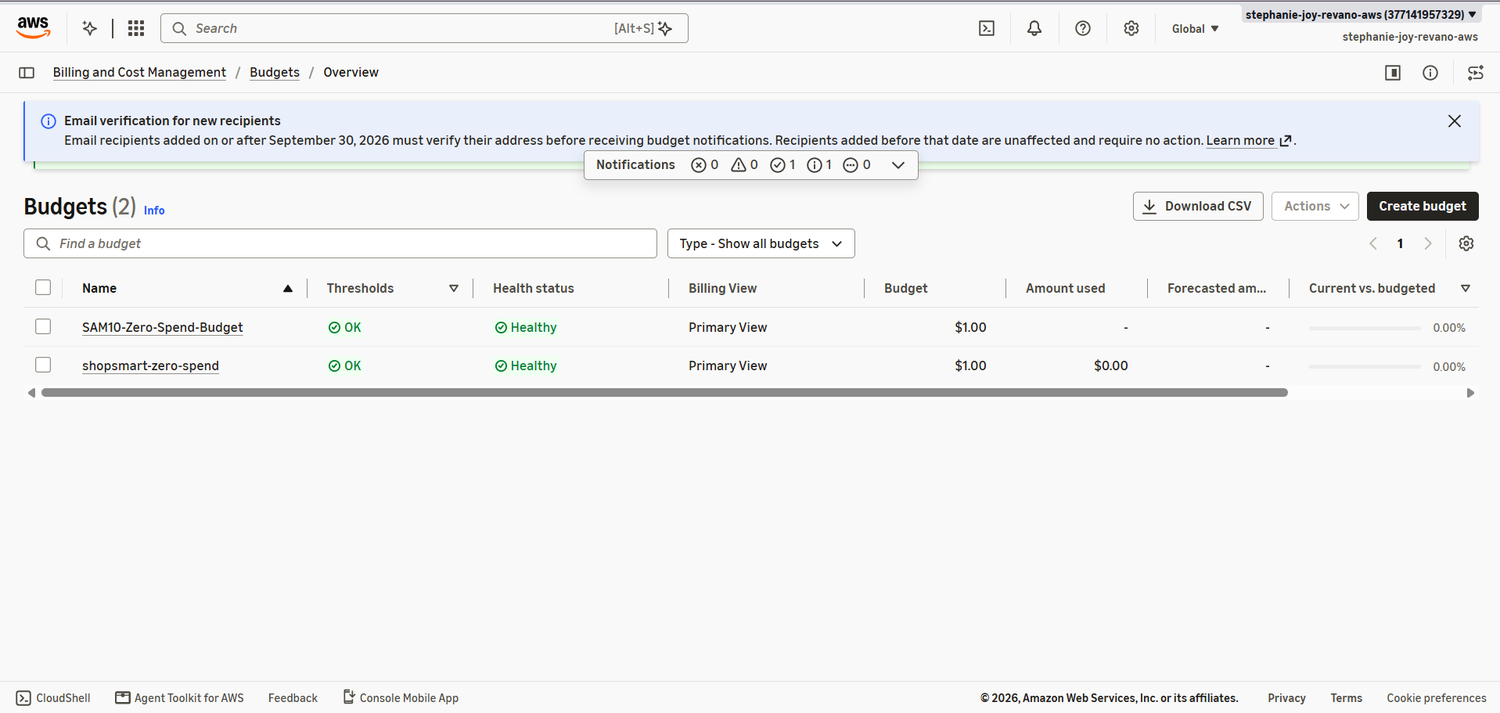 aws
Search [Alt+S]
Global
stephanie-joy-revano-aws (377141957329)
stephanie-joy-revano-aws
Billing and Cost Management / Budgets / Overview
Email verification for new recipients
Email recipients added on or after September 30, 2026 must verify their address before receiving budget notifications. Recipients added before that date are unaffected and require no action. Learn more .
Notifications 0 0 1 1 0
Budgets (2) Info
Download CSV
Actions
Create budget
Find a budget
Type - Show all budgets
1
Name Thresholds Health status Billing View Budget Amount used Forecasted am... Current vs. budgeted
SAM10-Zero-Spend-Budget OK Healthy Primary View $1.00 - - 0.00%
shopsmart-zero-spend OK Healthy Primary View $1.00 $0.00 - 0.00%
CloudShell Agent Toolkit for AWS Feedback Console Mobile App © 2026, Amazon Web Services, Inc. or its affiliates. Privacy Terms Cookie preferences